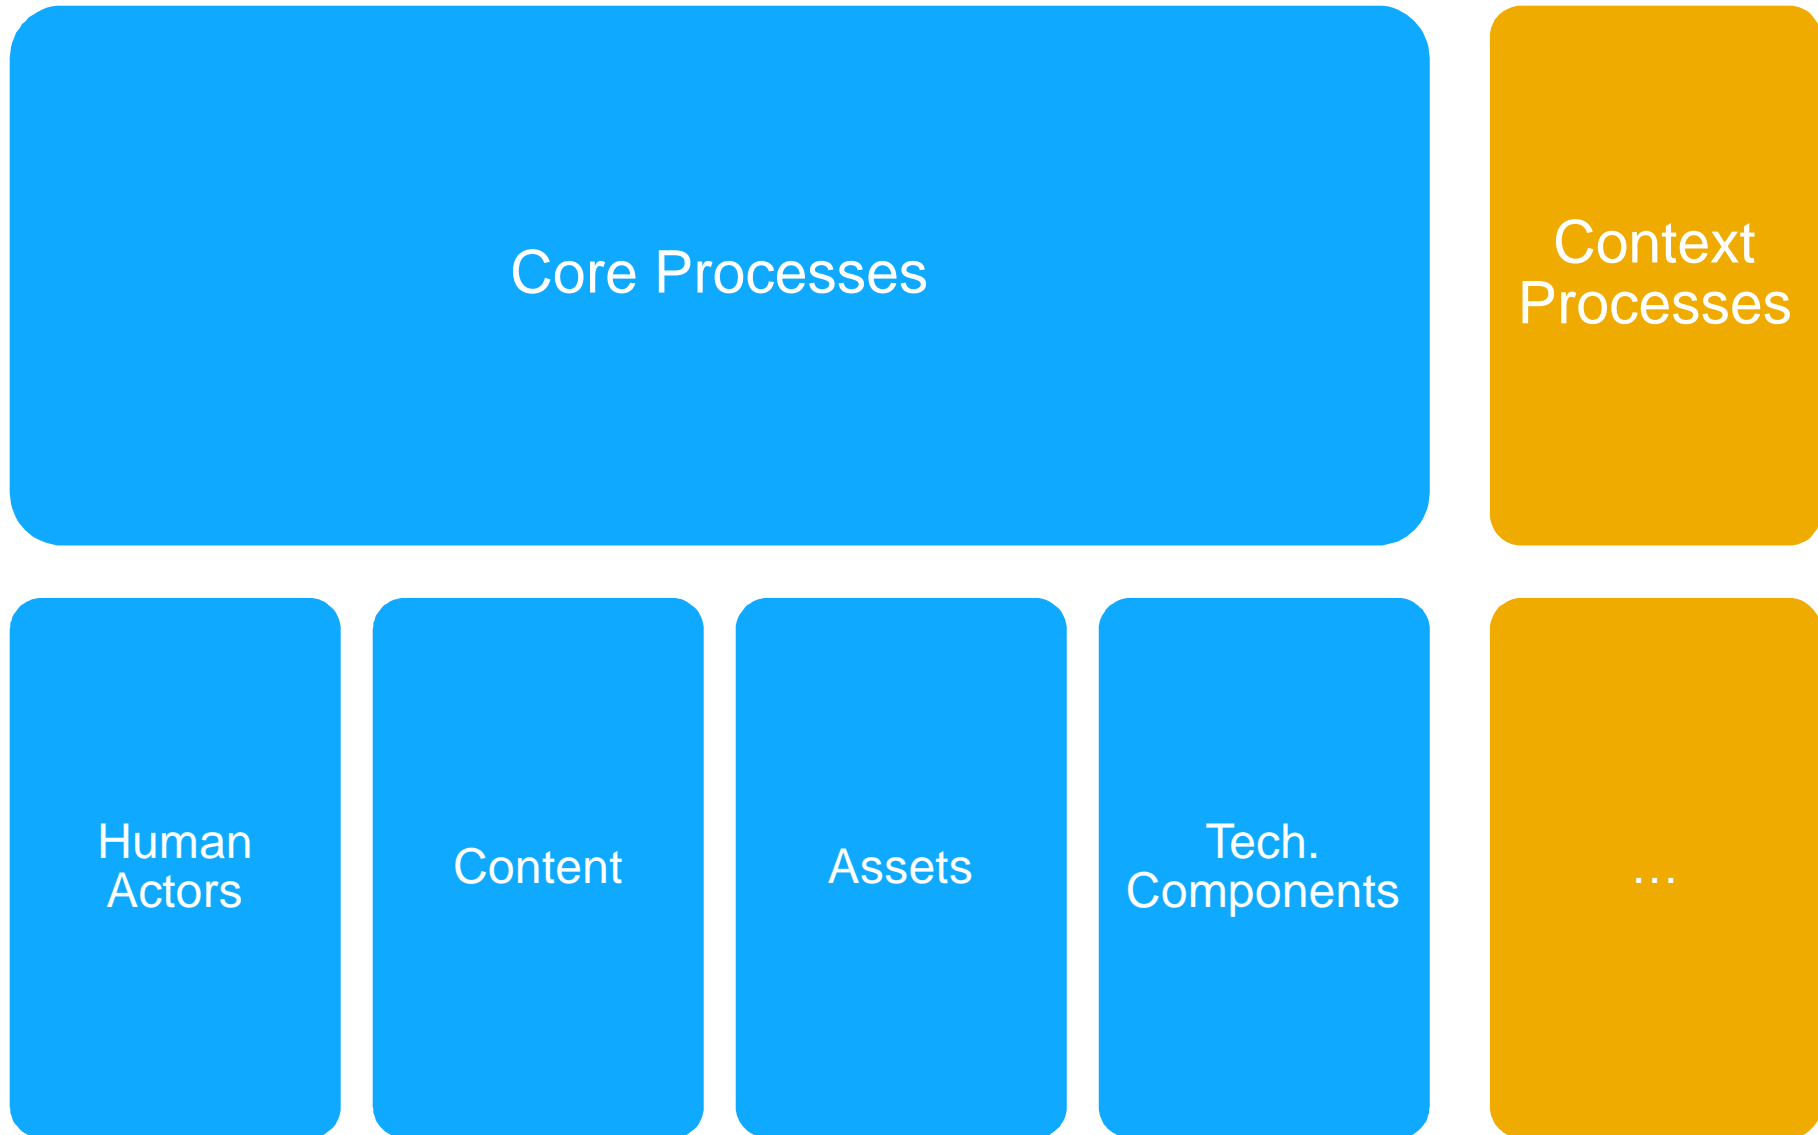 Core Processes
Context
Processes
Human
Actors
Content
Assets
Tech.
Components
…